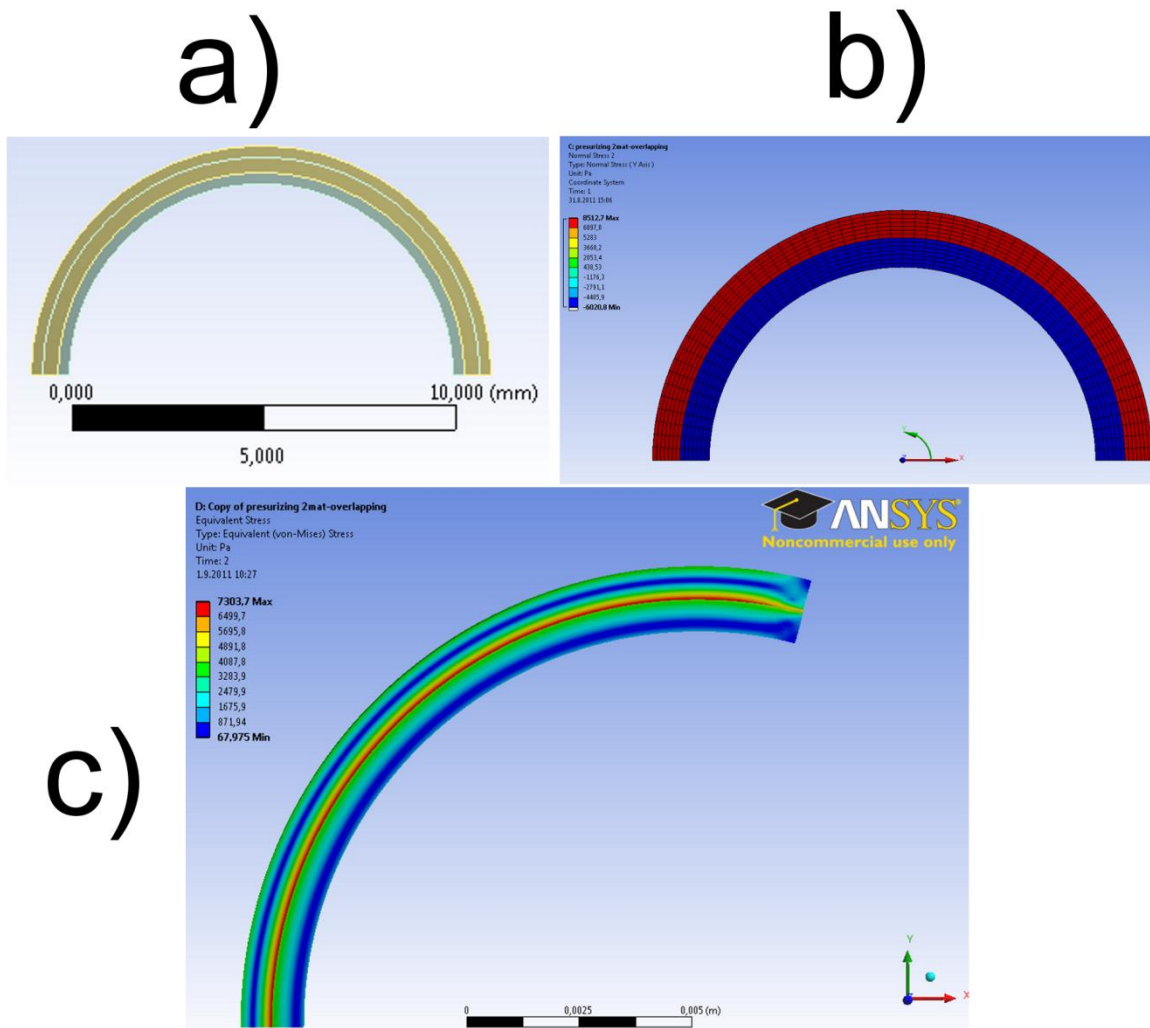 a)
b)
0,000
10,000 (mm)
5,000
C: presurizing 2mat-overlapping
Normal Stress 2
Type: Normal Stress ( Y Axis )
Unit: Pa
Coordinate System
Time: 1
31.8.2011 15:06
8512,7 Max
6897,8
5283
3668,2
2053,4
438,53
-1176,3
-2791,1
-4405,9
-6020,8 Min
Y
Z
X
c)
D: Copy of presurizing 2mat-overlapping
Equivalent Stress
Type: Equivalent (von-Mises) Stress
Unit: Pa
Time: 2
1.9.2011 10:27
7303,7 Max
6499,7
5695,8
4891,8
4087,8
3283,9
2479,9
1675,9
871,94
67,975 Min
ANSYS®
Noncommercial use only
0
0,0025
0,005 (m)
Y
Z
X